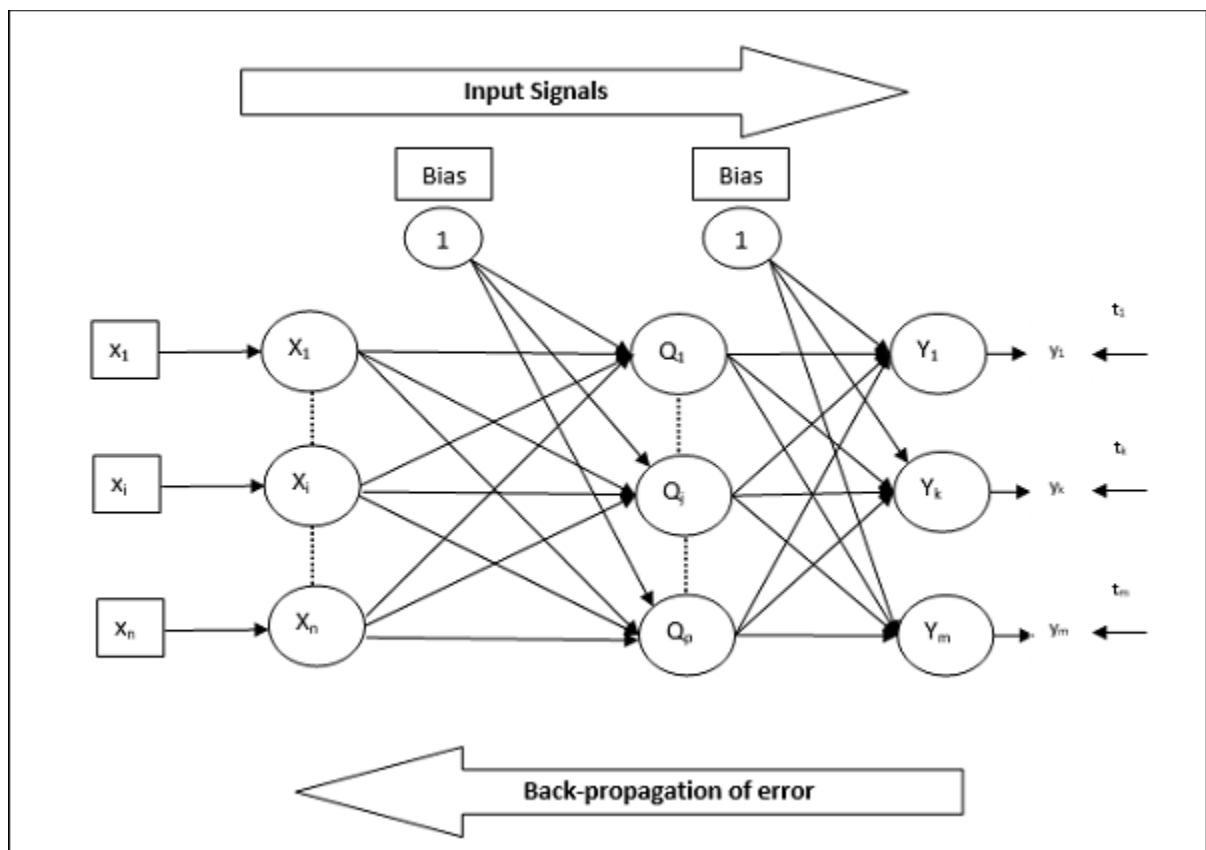 Input Signals
Bias Bias
1 1
t₁
x₁ X₁ Q₁ Y₁ y₁
tₖ
xᵢ Xᵢ Qⱼ Yₖ yₖ
tₘ
xₙ Xₙ Qₚ Yₘ yₘ
Back-propagation of error